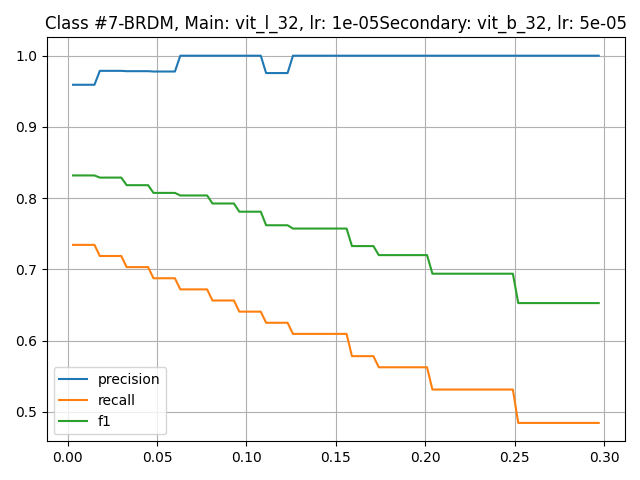 Class #7-BRDM, Main: vit_l_32, lr: 1e-05Secondary: vit_b_32, lr: 5e-05
1.0
0.9
0.8
0.7
0.6
0.5
precision
recall
f1
0.00 0.05 0.10 0.15 0.20 0.25 0.30